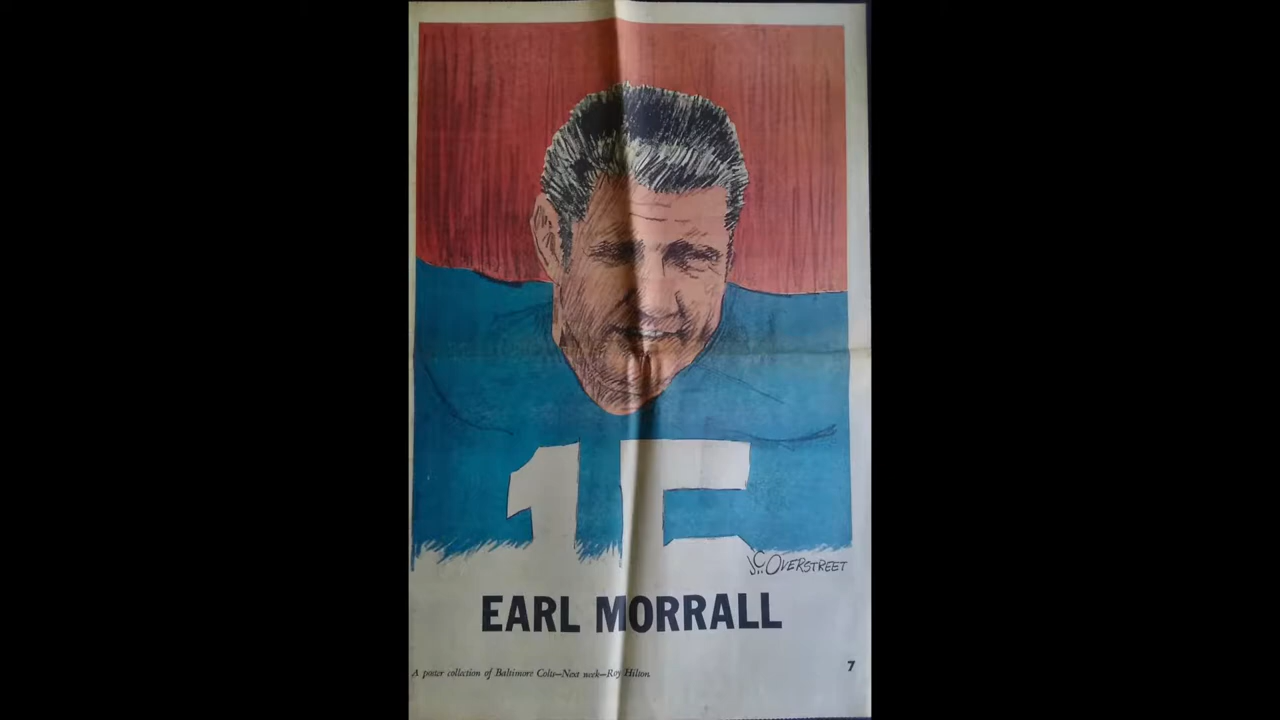 15
J.C. OVERSTREET
EARL MORRALL
7
A poster collection of Baltimore Colts—Next week—Roy Hilton.